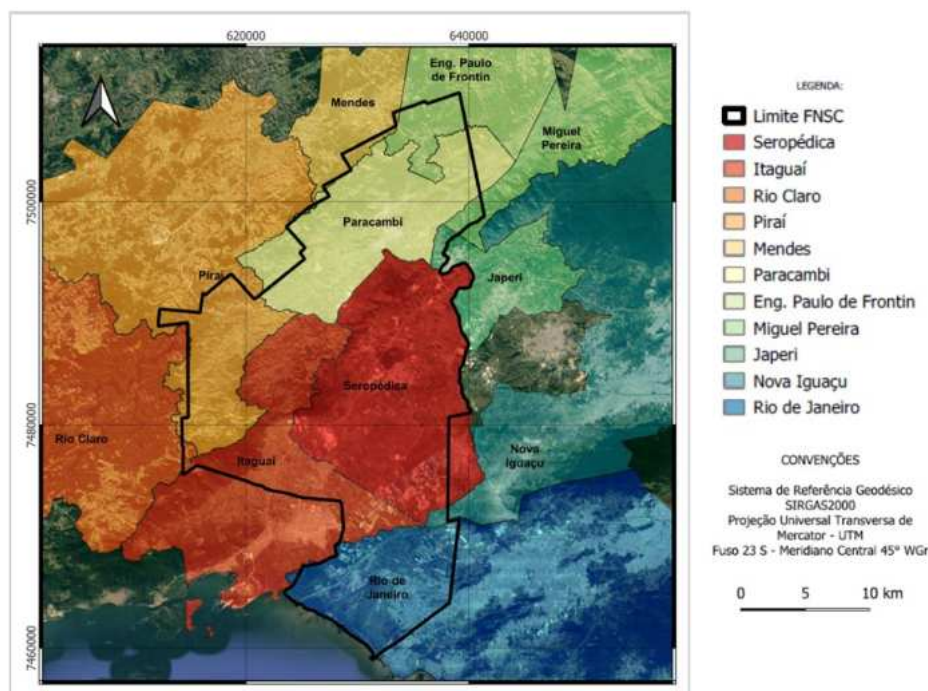 620000
640000
Eng. Paulo
de Frontin
Mendes
Miguel
Pereira
7500000
Paracambi
Piraí
Japeri
Seropédica
7480000
Rio Claro
Itaguaí
Nova
Iguaçu
Rio de
Janeiro
7460000
LEGENDA:
Limite FNSC
Seropédica
Itaguaí
Rio Claro
Piraí
Mendes
Paracambi
Eng. Paulo de Frontin
Miguel Pereira
Japeri
Nova Iguaçu
Rio de Janeiro
CONVENÇÕES
Sistema de Referência Geodésico
SIRGAS2000
Projeção Universal Transversa de
Mercator - UTM
Fuso 23 S - Meridiano Central 45° WGr
0 5 10 km